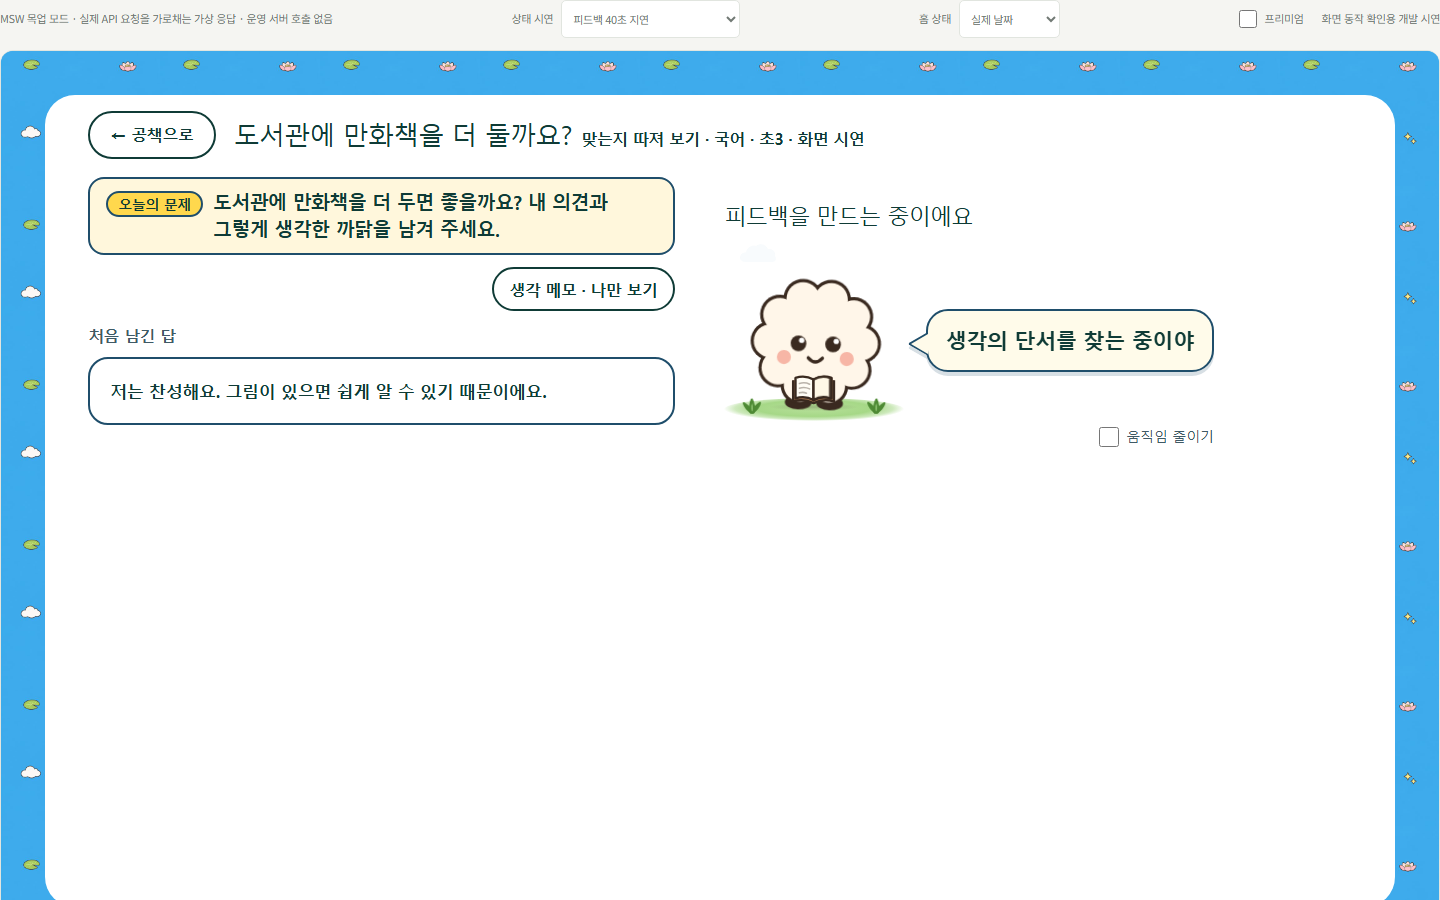 MSW 목업 모드 · 실제 API 요청을 가로채는 가상 응답 · 운영 서버 호출 없음
상태 시연 피드백 40초 지연
홈 상태 실제 날짜
프리미엄 화면 동작 확인용 개발 시연
← 공책으로
도서관에 만화책을 더 둘까요? 맞는지 따져 보기 · 국어 · 초3 · 화면 시연
오늘의 문제
도서관에 만화책을 더 두면 좋을까요? 내 의견과
그렇게 생각한 까닭을 남겨 주세요.
생각 메모 · 나만 보기
처음 남긴 답
저는 찬성해요. 그림이 있으면 쉽게 알 수 있기 때문이에요.
피드백을 만드는 중이에요
생각의 단서를 찾는 중이야
움직임 줄이기